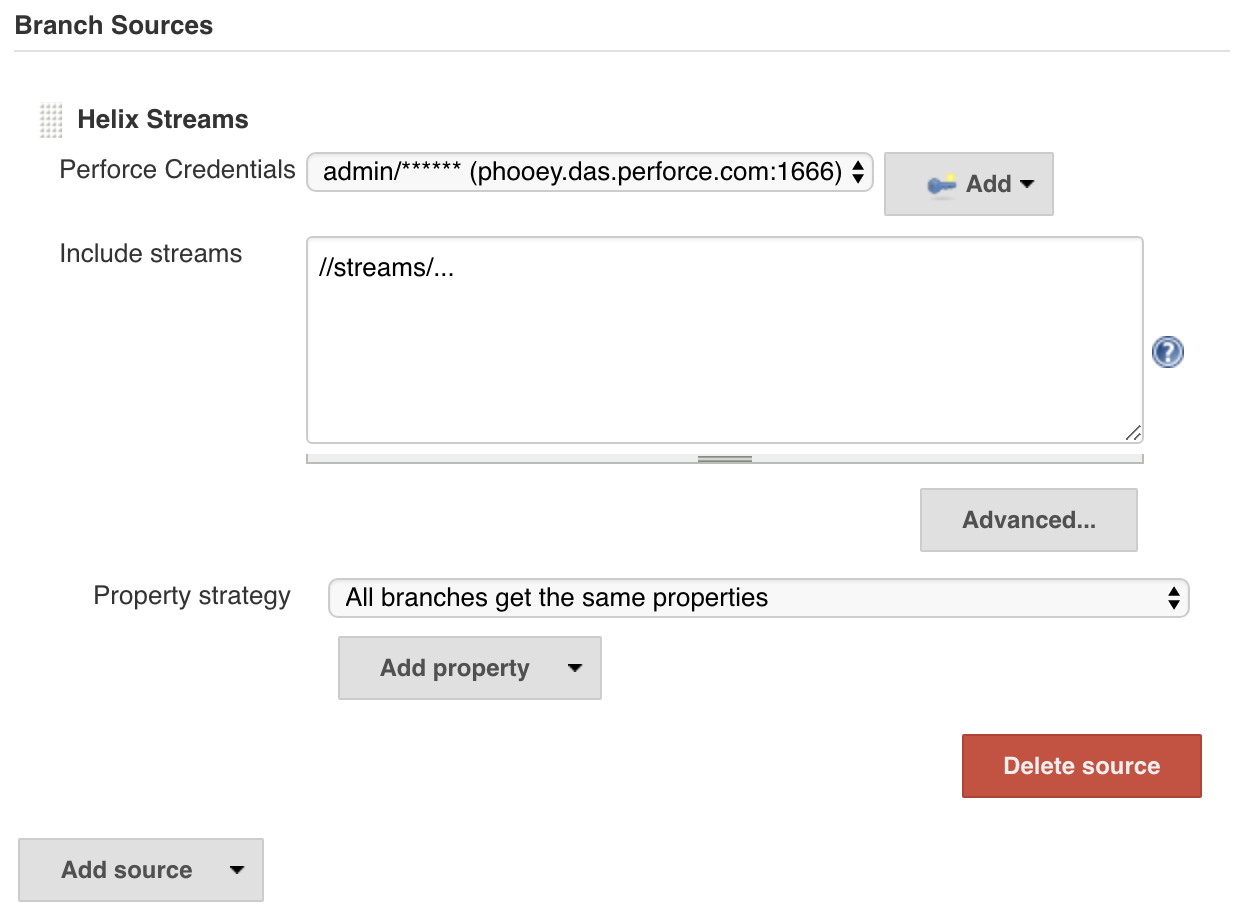 Branch Sources
Helix Streams
Perforce Credentials admin/****** (phooey.das.perforce.com:1666) Add
Include streams //streams/...
?
Advanced...
Property strategy All branches get the same properties
Add property
Delete source
Add source